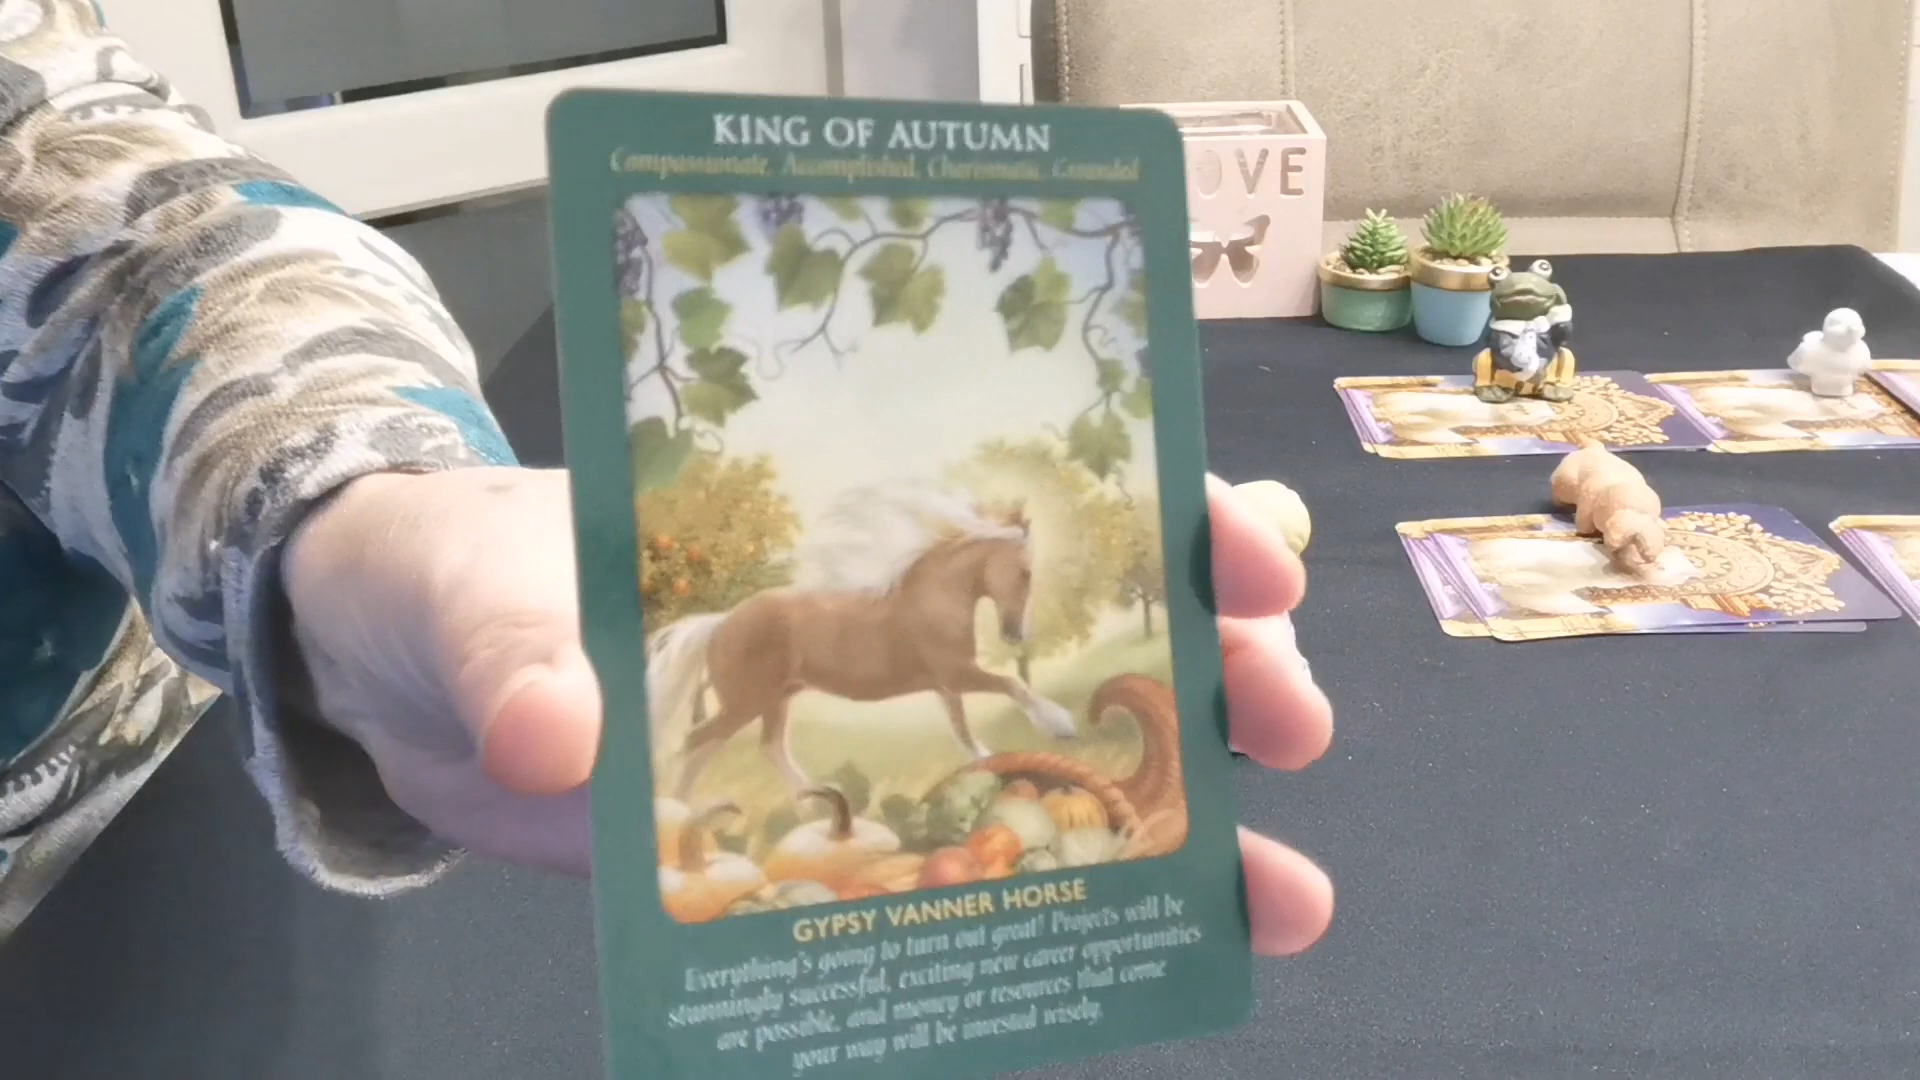 KING OF AUTUMN
Compassionate, Accomplished, Charismatic, Grounded
OVE
GYPSY VANNER HORSE
Everything's going to turn out great! Projects will be
stunningly successful, exciting new career opportunities
are possible, and money or resources that come
your way will be invested wisely.